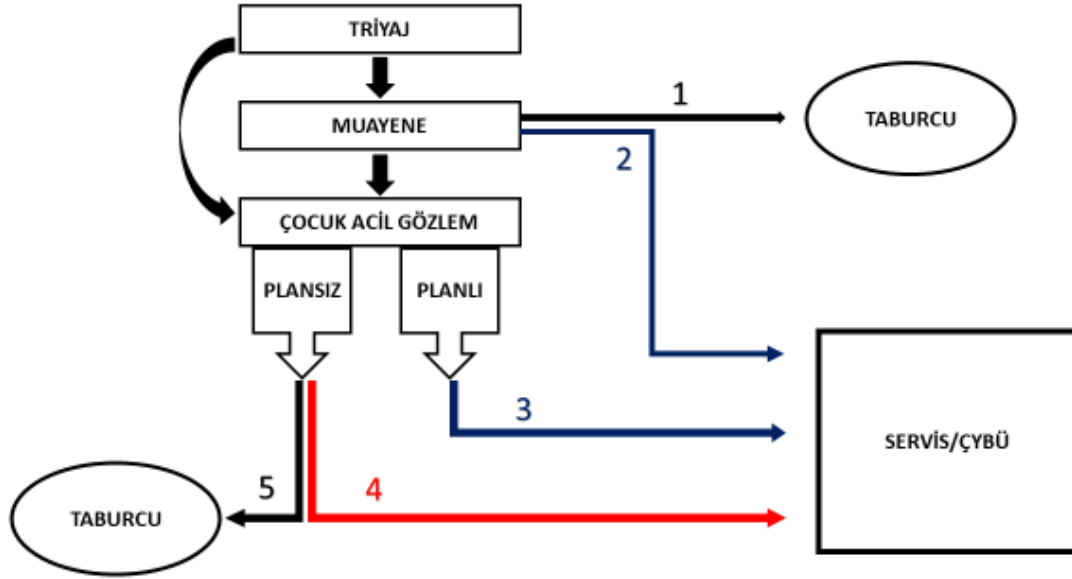 TRİYAJ
MUAYENE
1
TABURCU
2
ÇOCUK ACİL GÖZLEM
PLANSIZ
PLANLI
3
SERVİS/ÇYBÜ
5
4
TABURCU